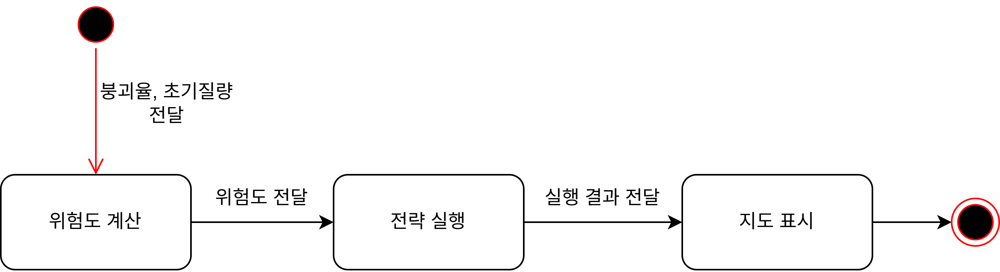 붕괴율, 초기질량
전달
위험도 전달
실행 결과 전달
위험도 계산
전략 실행
지도 표시